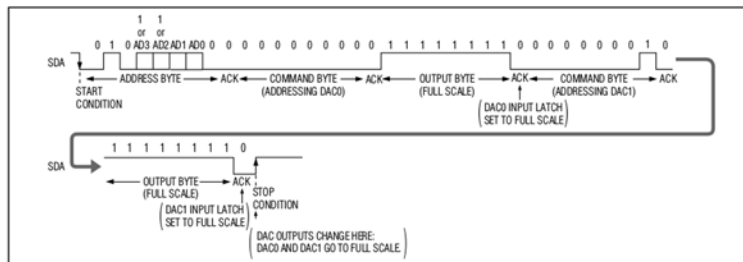 1 1
or or
0 1 0 AD3 AD2 AD1 AD0 0 0 0 0 0 0 0 0 0 0 0 1 1 1 1 1 1 1 1 0 0 0 0 0 0 0 0 1 0
SDA
ADDRESS BYTE ACK COMMAND BYTE ACK OUTPUT BYTE ACK COMMAND BYTE ACK
START (ADDRESSING DAC0) (FULL SCALE) (ADDRESSING DAC1)
CONDITION
(DAC0 INPUT LATCH
SET TO FULL SCALE)
1 1 1 1 1 1 1 1 0
SDA
OUTPUT BYTE ACK
(FULL SCALE) STOP
CONDITION
(DAC1 INPUT LATCH
SET TO FULL SCALE)
(DAC OUTPUTS CHANGE HERE:
DAC0 AND DAC1 GO TO FULL SCALE.)